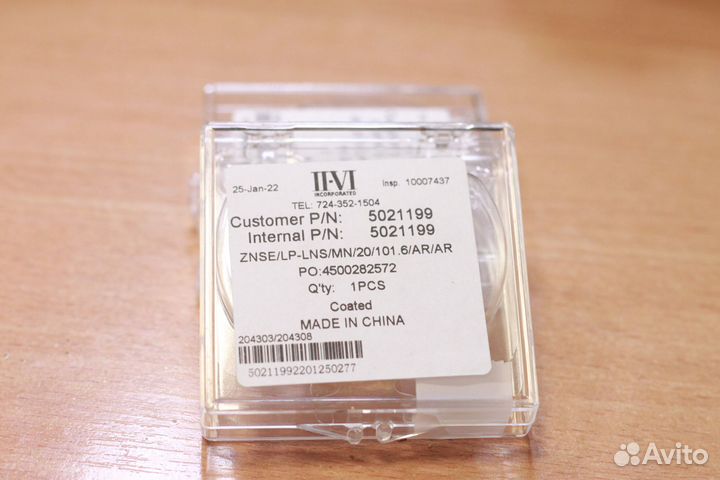 25-Jan-22
II-VI
INCORPORATED
Insp. 10007437
TEL: 724-352-1504
Customer P/N: 5021199
Internal P/N: 5021199
ZNSE/LP-LNS/MN/20/101.6/AR/AR
PO:4500282572
Q'ty: 1PCS
Coated
MADE IN CHINA
204303/204308
50211992201250277
Avito